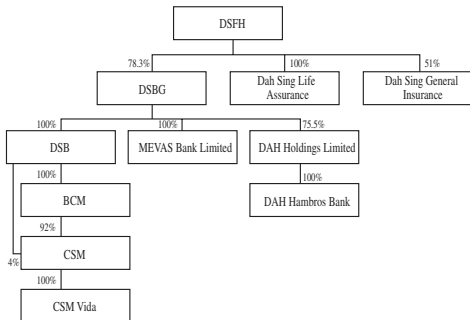 DSFH
78.3%
100%
51%
DSBG
Dah Sing Life
Assurance
Dah Sing General
Insurance
100%
100%
75.5%
DSB
MEVAS Bank Limited
DAH Holdings Limited
100%
100%
BCM
DAH Hambros Bank
92%
CSM
4%
100%
CSM Vida